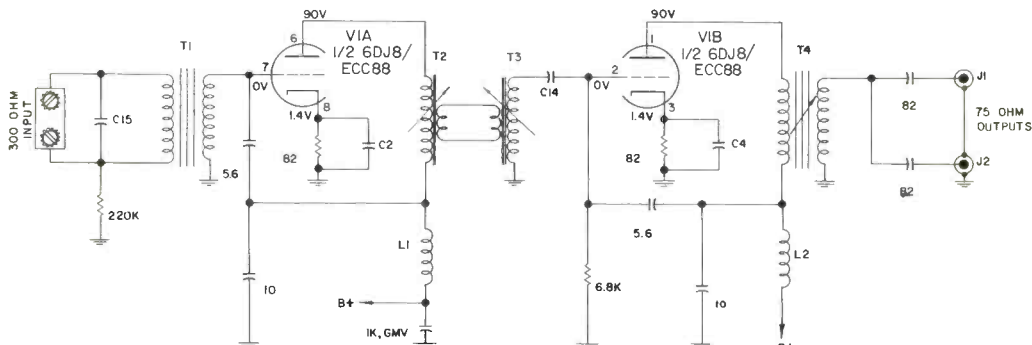 300 OHM
INPUT
C15
220K
T1
5.6
10
90V
6
7
0V
8
1.4V
V1A
1/2 6DJ8/
ECC88
82
C2
T2
L1
B+
1K, GMV
T3
C14
90V
1
2
0V
3
1.4V
V1B
1/2 6DJ8/
ECC88
82
C4
5.6
6.8K
10
T4
L2
82
82
J1
75 OHM
OUTPUTS
J2